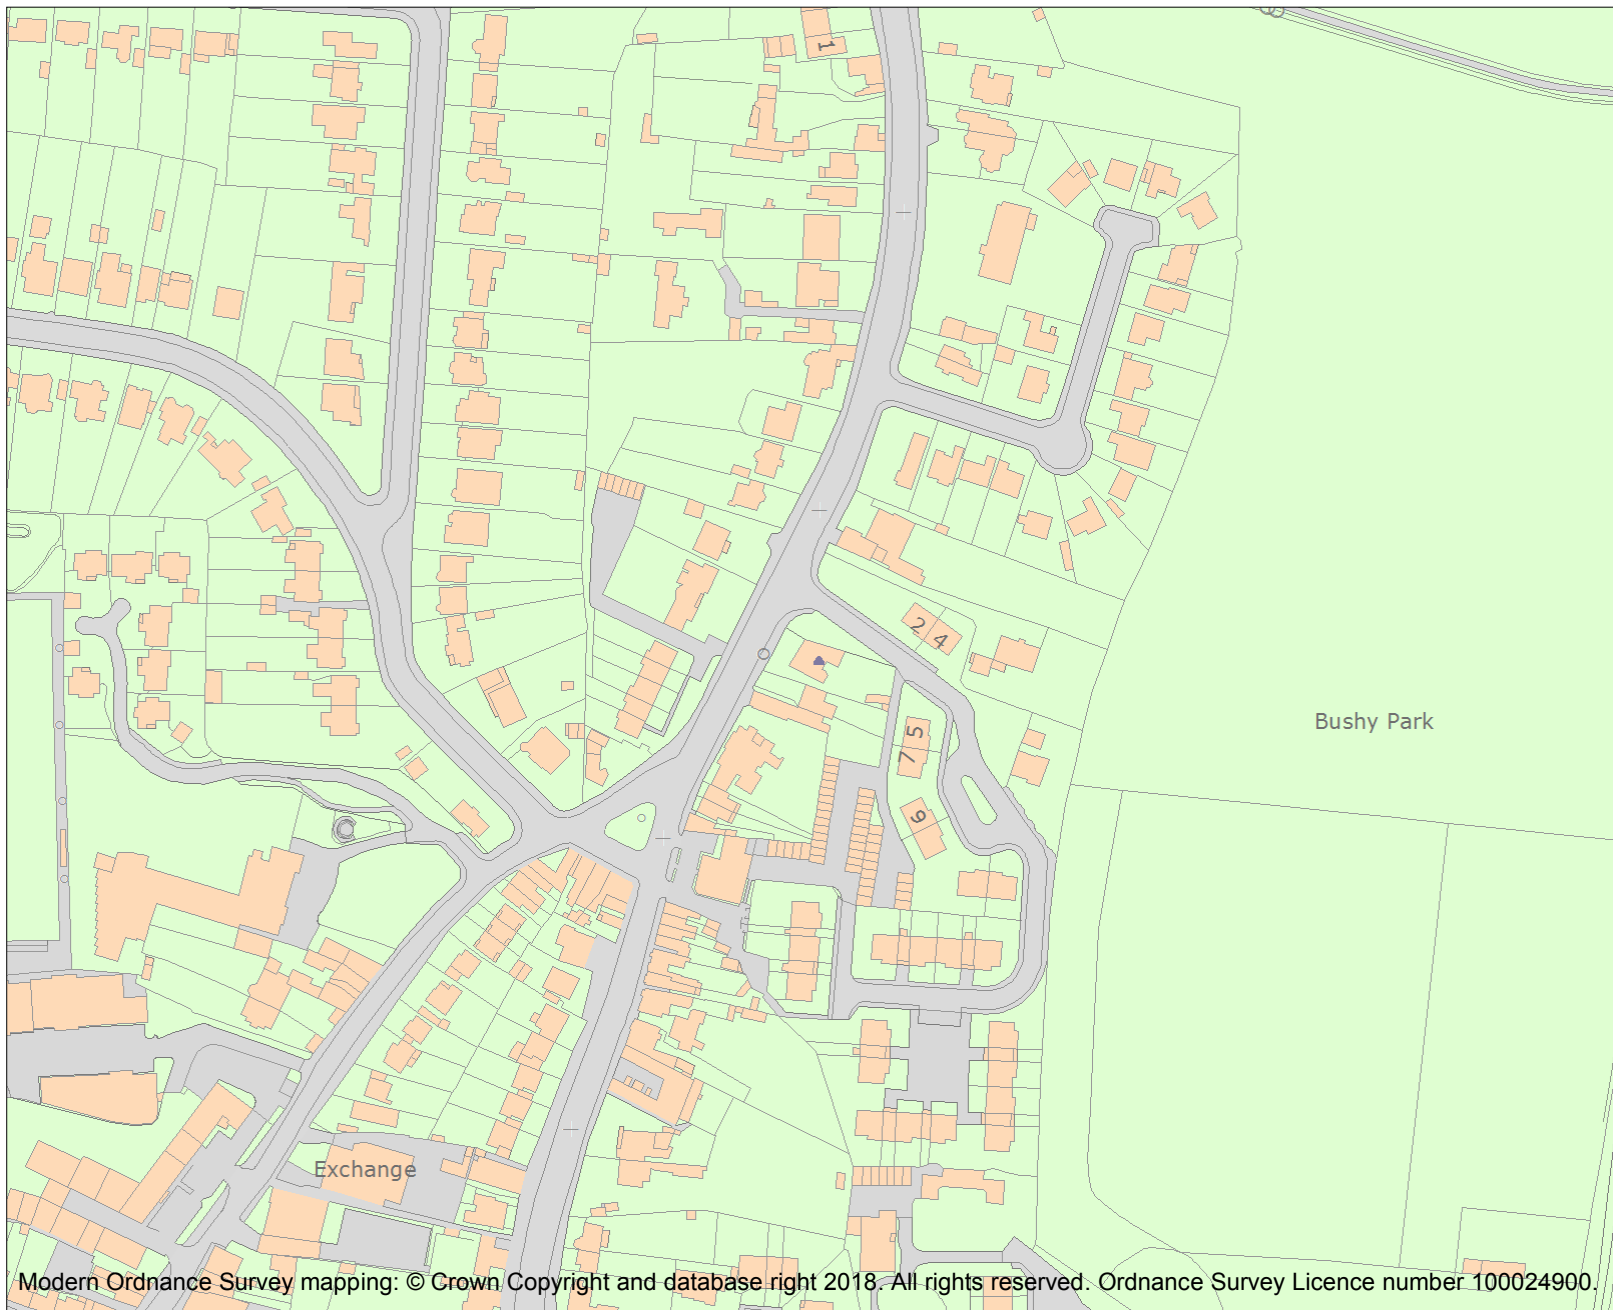 1
2 4
Bushy Park
7 5
9
Exchange
Modern Ordnance Survey mapping: © Crown Copyright and database right 2018. All rights reserved. Ordnance Survey Licence number 100024900.